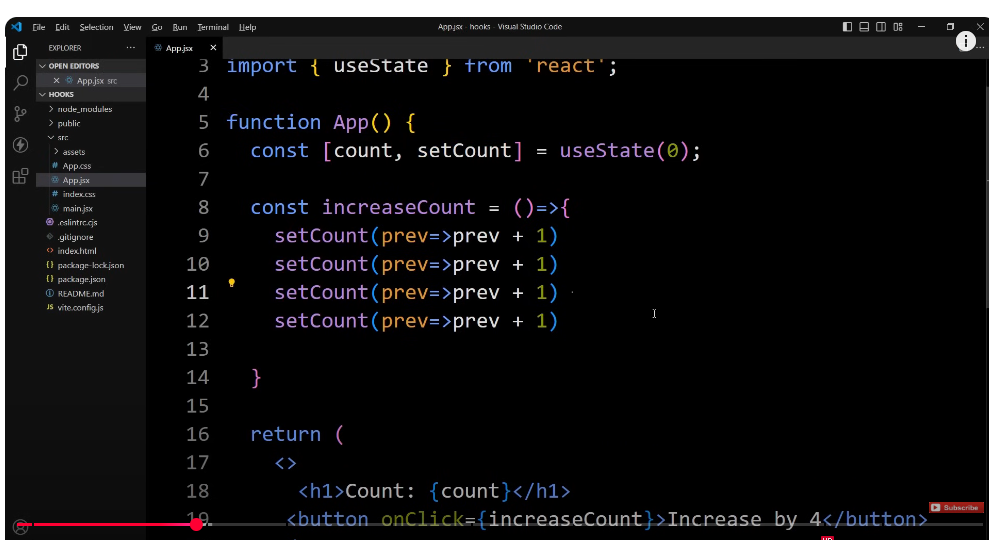 File Edit Selection View Go Run Terminal Help
App.jsx - hooks - Visual Studio Code
EXPLORER
App.jsx
OPEN EDITORS
App.jsx src
HOOKS
node_modules
public
src
assets
App.css
App.jsx
index.css
main.jsx
.eslintrc.cjs
.gitignore
index.html
package-lock.json
package.json
README.md
vite.config.js
3 import { useState } from 'react';
4
5 function App() {
6 const [count, setCount] = useState(0);
7
8 const increaseCount = ()=>{
9 setCount(prev=>prev + 1)
10 setCount(prev=>prev + 1)
11 setCount(prev=>prev + 1)
12 setCount(prev=>prev + 1)
13
14 }
15
16 return (
17 <>
18 <h1>Count: {count}</h1>
19 <button onClick={increaseCount}>Increase by 4</button>
Subscribe